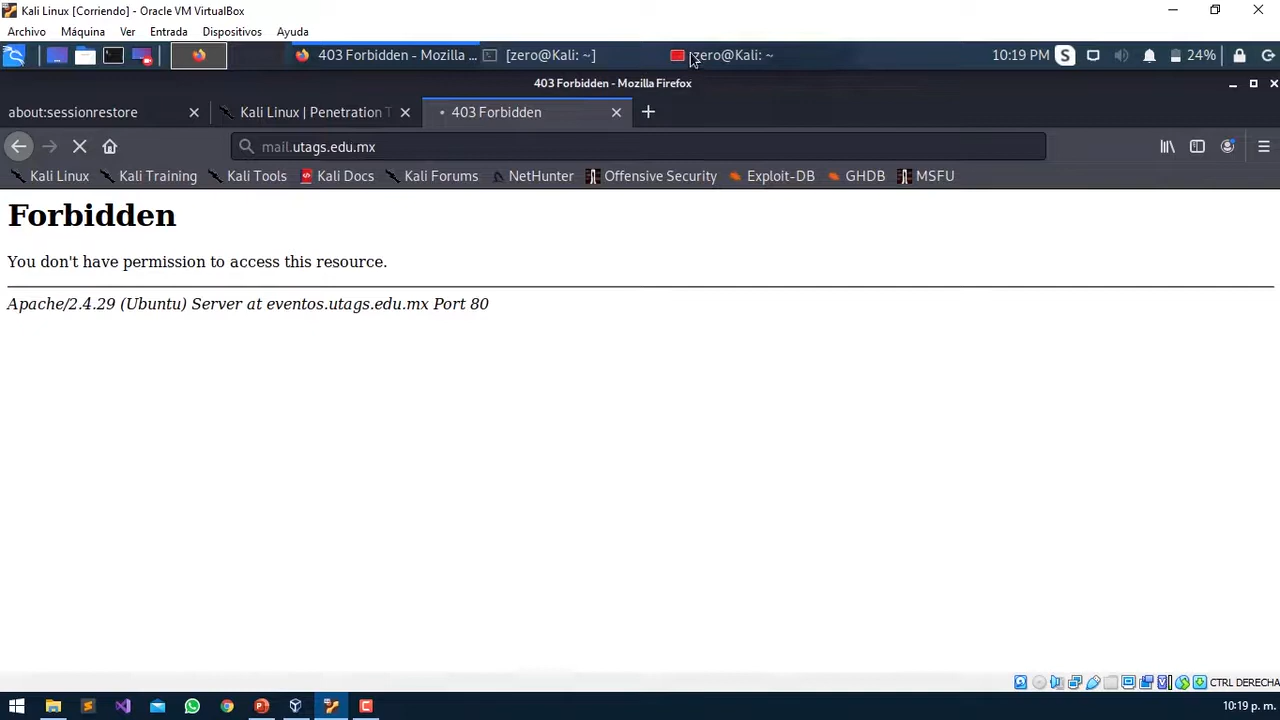 Kali Linux [Corriendo] - Oracle VM VirtualBox
Archivo Máquina Ver Entrada Dispositivos Ayuda
403 Forbidden - Mozilla ... [zero@Kali: ~] zero@Kali: ~ 10:19 PM S 24%
403 Forbidden - Mozilla Firefox
about:sessionrestore Kali Linux | Penetration T 403 Forbidden
mail.utags.edu.mx
Kali Linux Kali Training Kali Tools Kali Docs Kali Forums NetHunter Offensive Security Exploit-DB GHDB MSFU
Forbidden
You don't have permission to access this resource.
Apache/2.4.29 (Ubuntu) Server at eventos.utags.edu.mx Port 80
CTRL DERECHA
10:19 p. m.